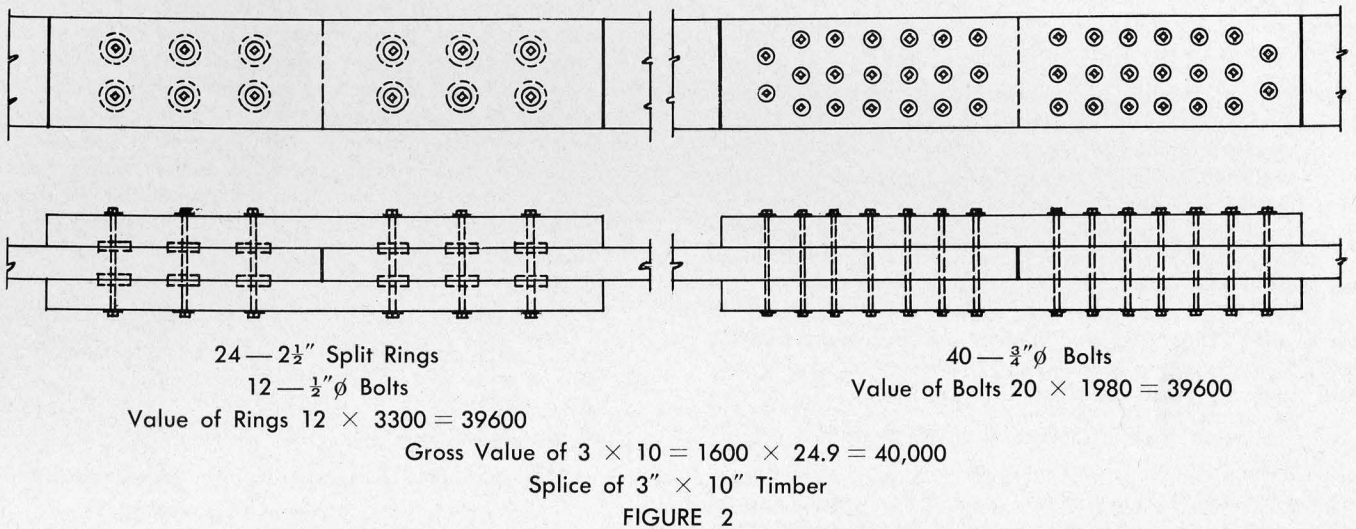 24 — 2½" Split Rings
12 — ½"ø Bolts
Value of Rings 12 × 3300 = 39600
40 — ¾"ø Bolts
Value of Bolts 20 × 1980 = 39600
Gross Value of 3 × 10 = 1600 × 24.9 = 40,000
Splice of 3" × 10" Timber
FIGURE 2